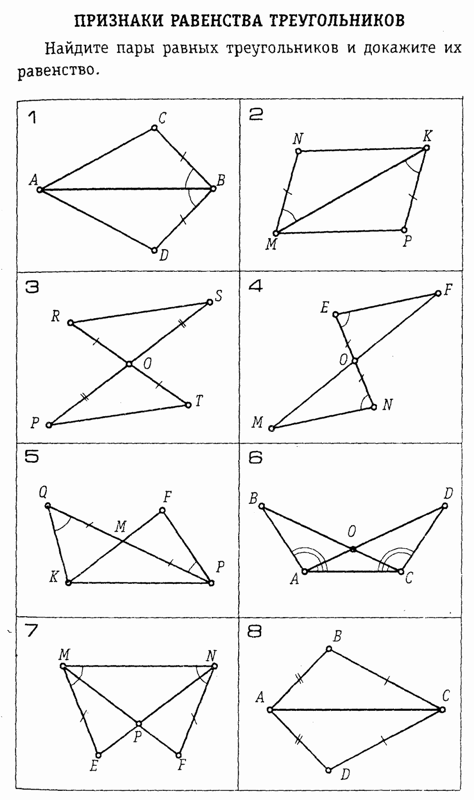 ПРИЗНАКИ РАВЕНСТВА ТРЕУГОЛЬНИКОВ
Найдите пары равных треугольников и докажите их
равенство.
1
C
A
B
D
2
N
K
M
P
3
S
R
O
T
P
4
F
E
O
N
M
5
Q
F
M
K
P
6
B
D
O
A
C
7
M
N
P
E
F
8
B
A
C
D